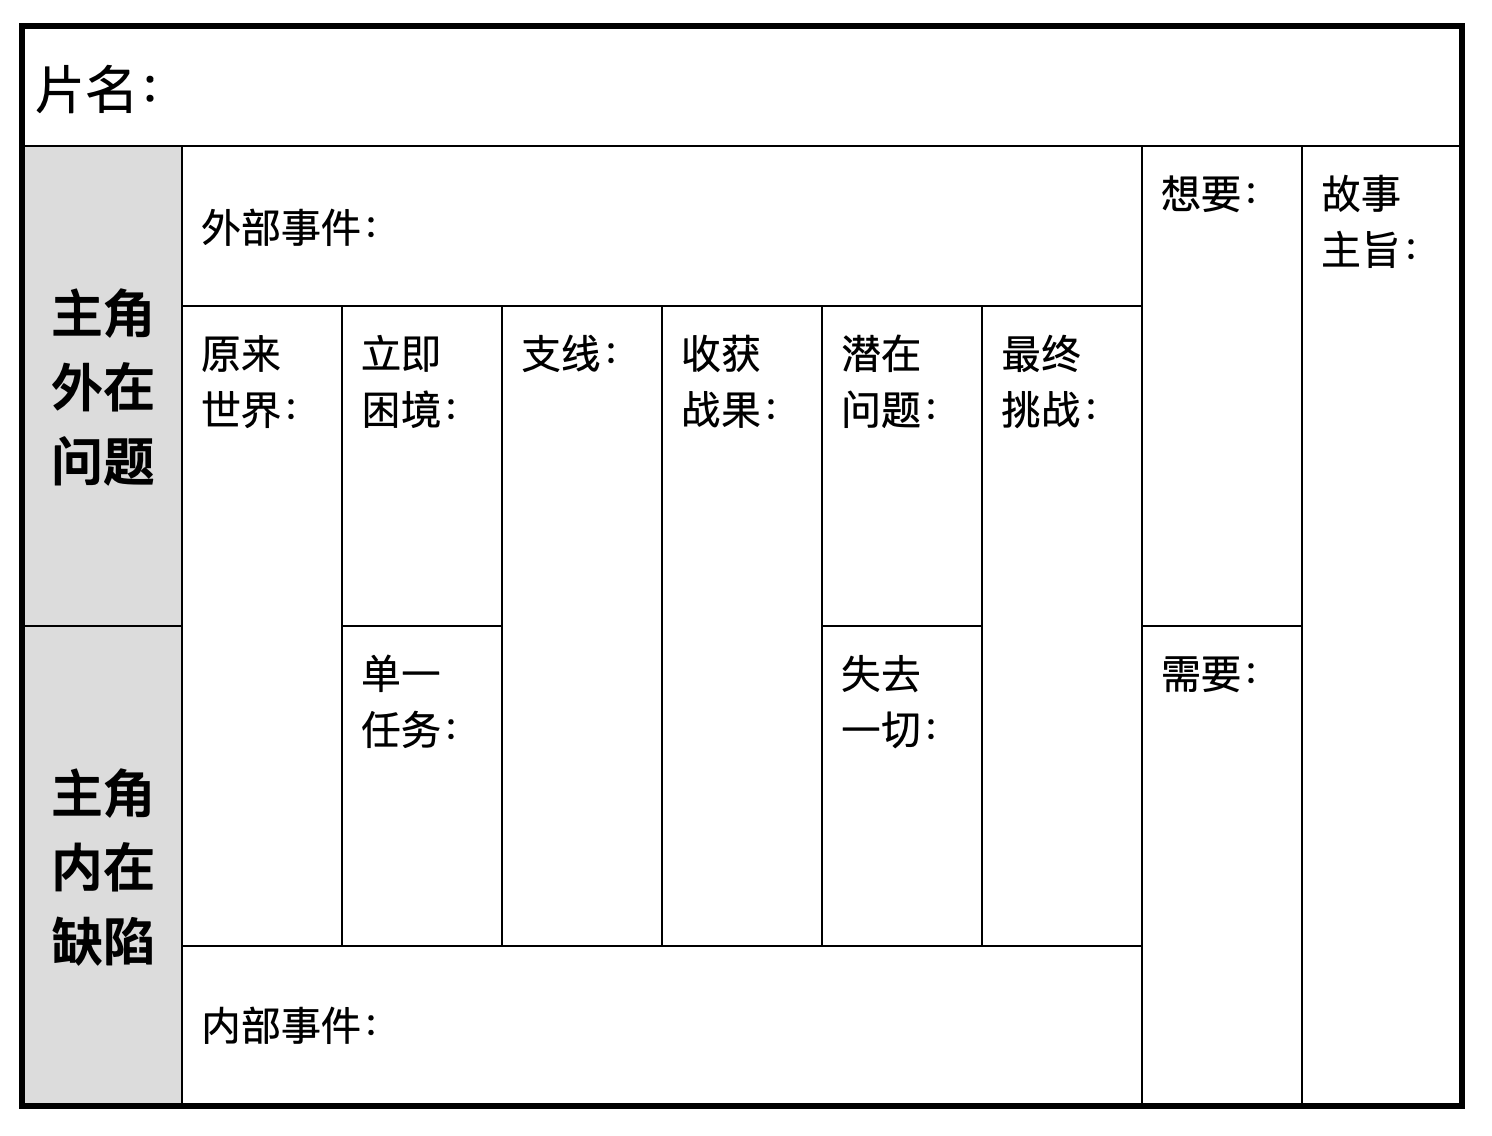 片名：
主角
外在
问题
外部事件：
想要：
故事
主旨：
原来
世界：
立即
困境：
支线：
收获
战果：
潜在
问题：
最终
挑战：
主角
内在
缺陷
单一
任务：
失去
一切：
需要：
内部事件：